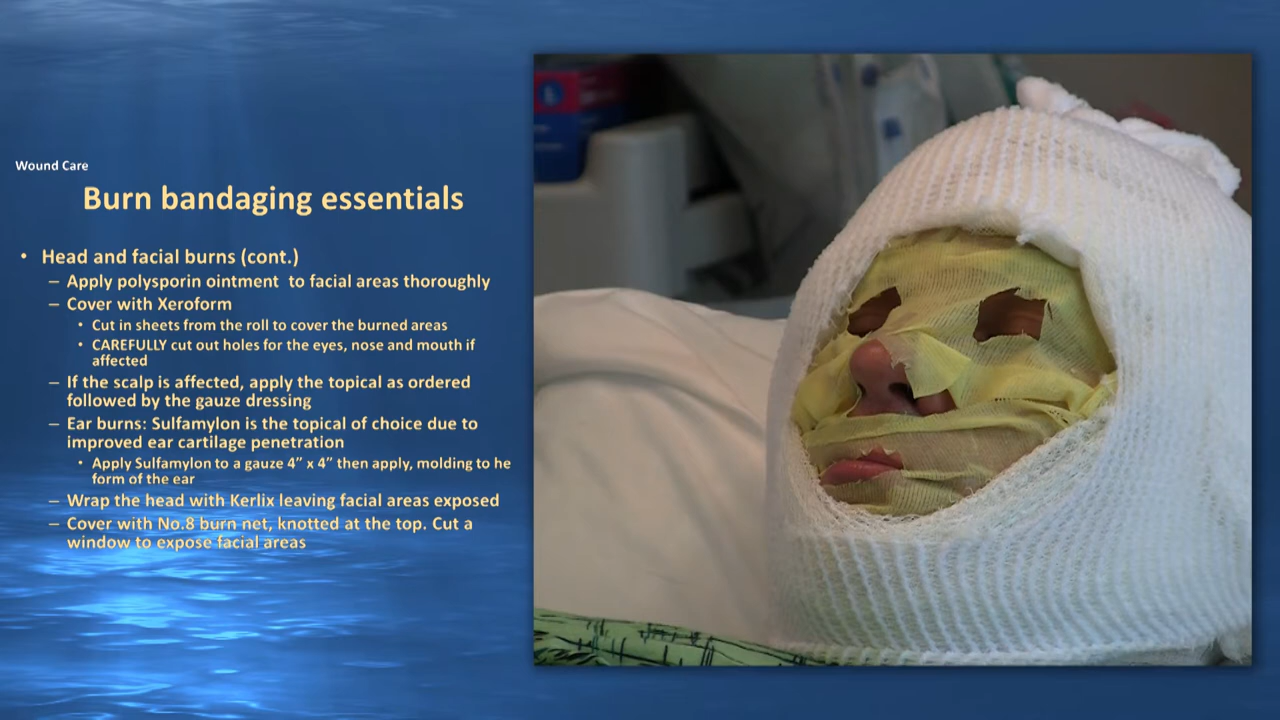 Wound Care
Burn bandaging essentials
• Head and facial burns (cont.)
– Apply polysporin ointment  to facial areas thoroughly
– Cover with Xeroform
• Cut in sheets from the roll to cover the burned areas
• CAREFULLY cut out holes for the eyes, nose and mouth if
affected
– If the scalp is affected, apply the topical as ordered
followed by the gauze dressing
– Ear burns: Sulfamylon is the topical of choice due to
improved ear cartilage penetration
• Apply Sulfamylon to a gauze 4” x 4” then apply, molding to he
form of the ear
– Wrap the head with Kerlix leaving facial areas exposed
– Cover with No.8 burn net, knotted at the top. Cut a
window to expose facial areas